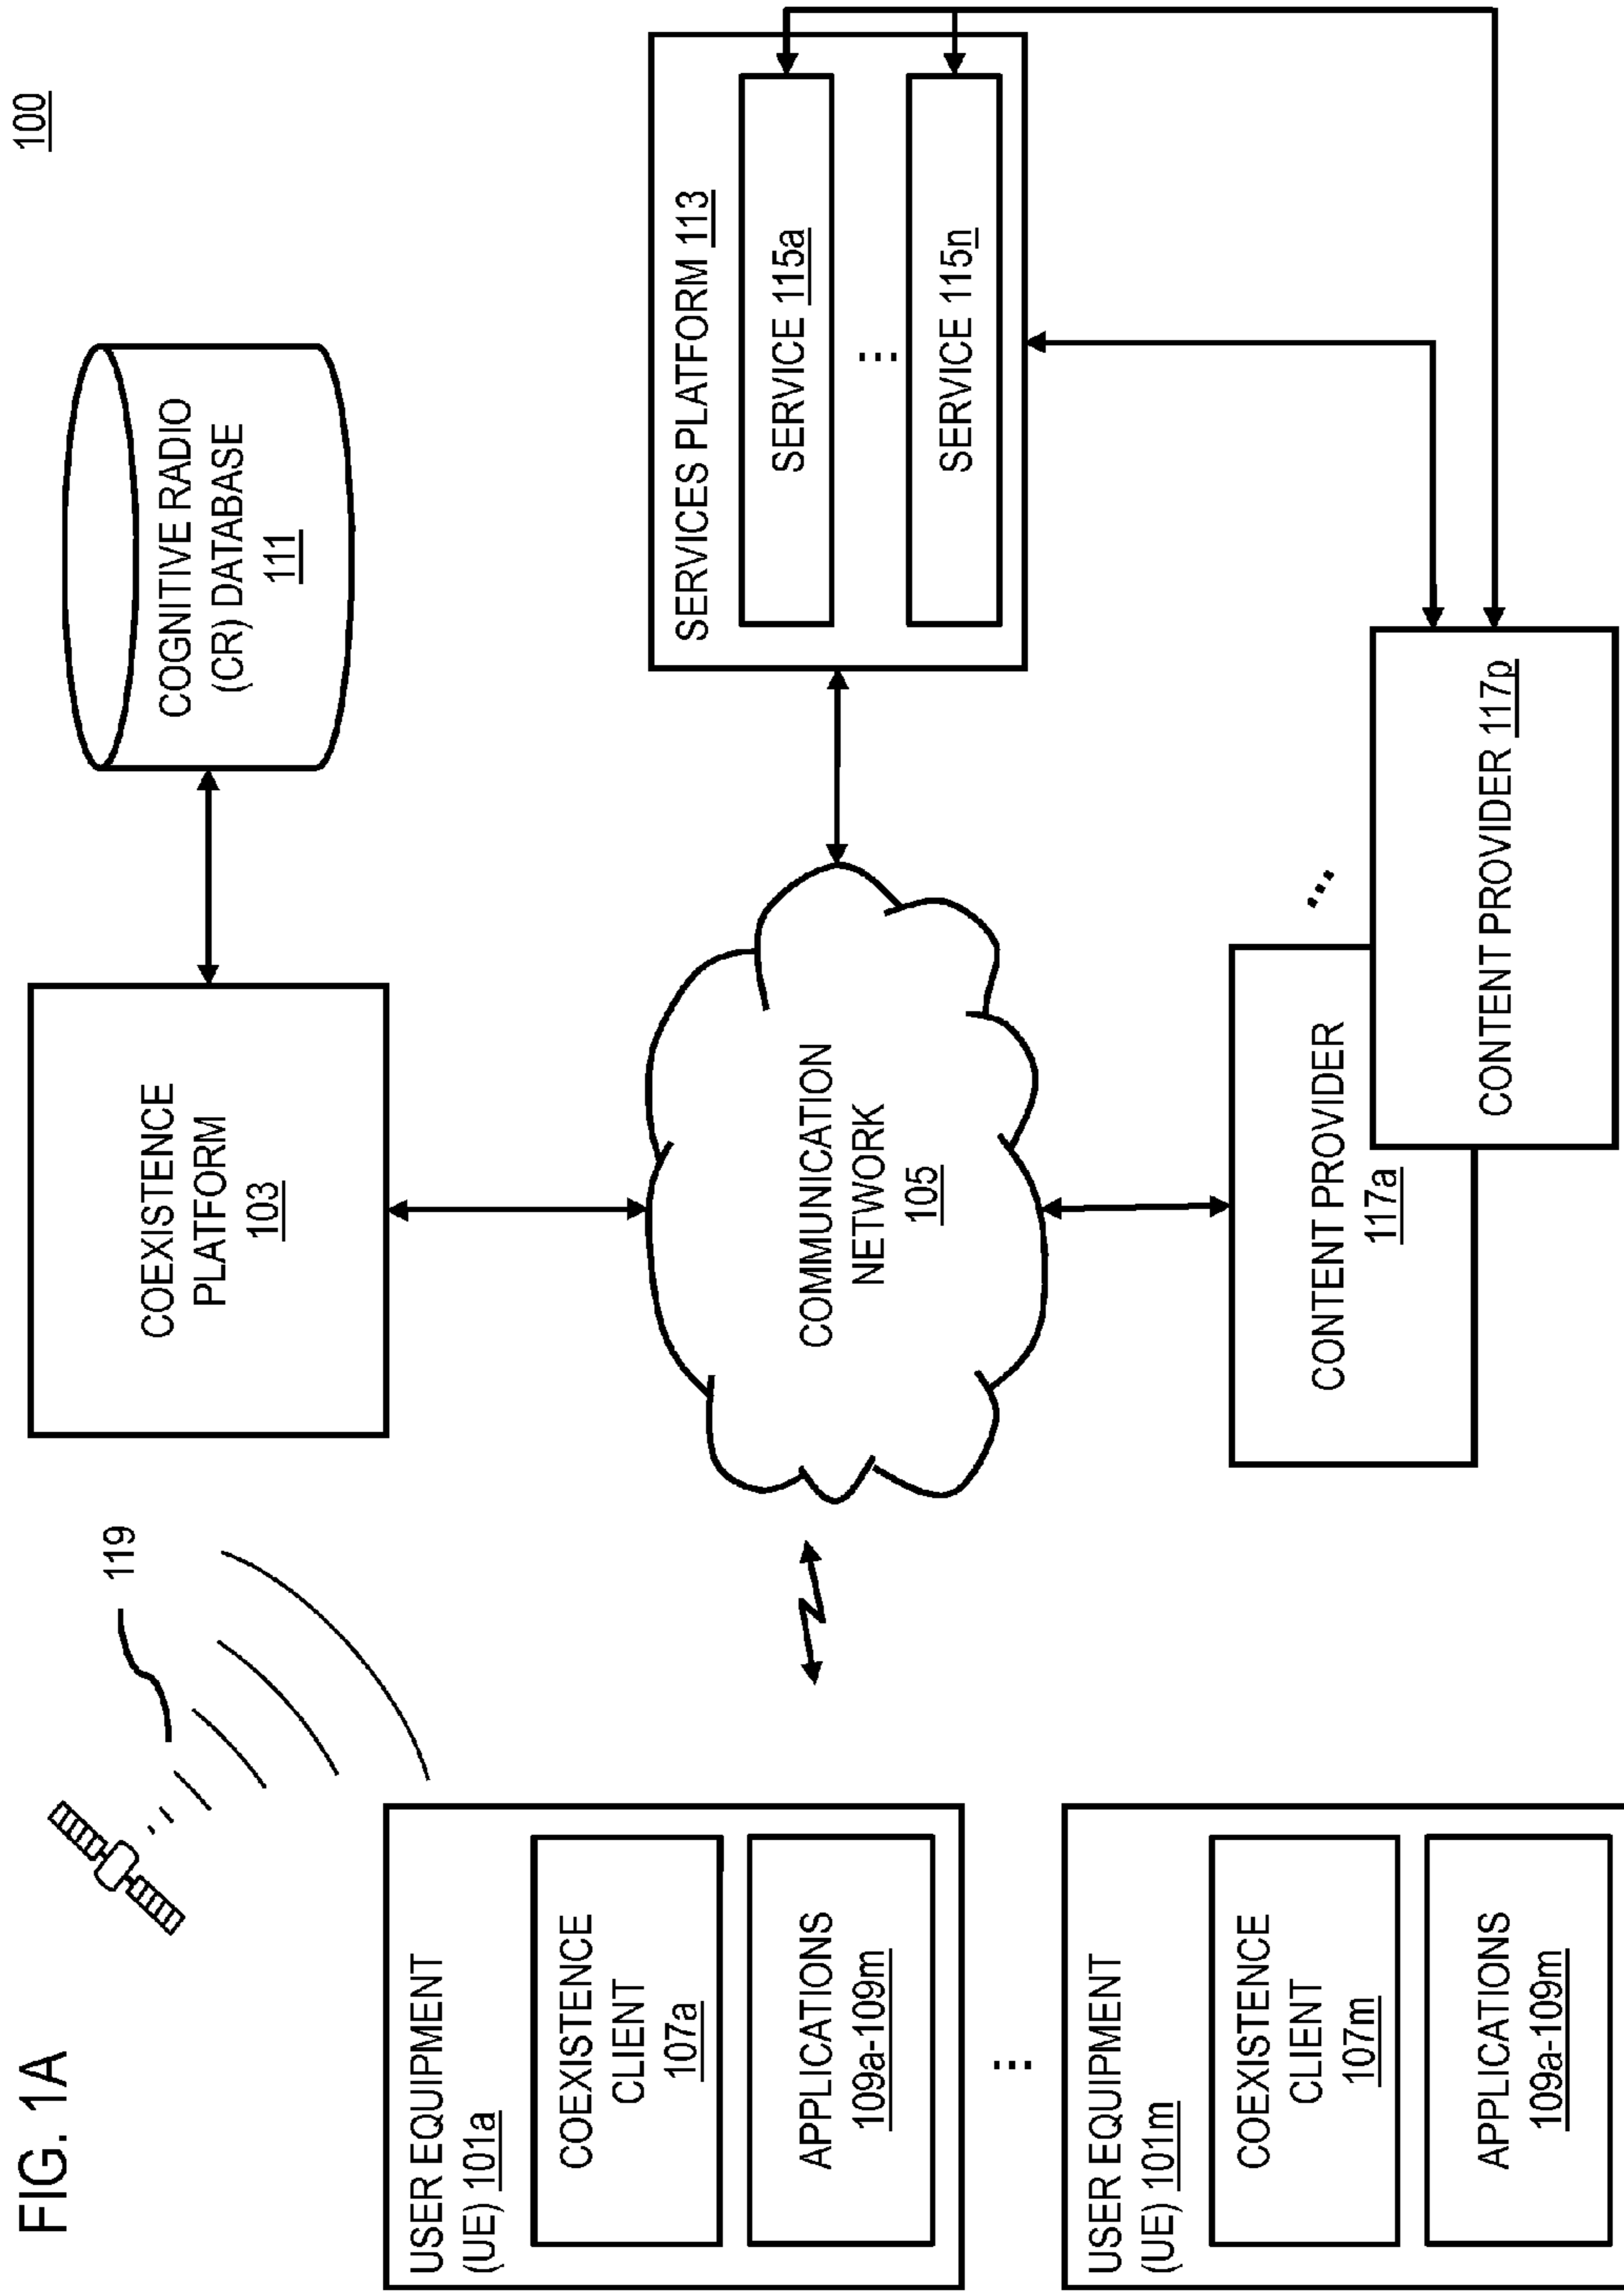 FIG. 1A
100
119
COEXISTENCE
PLATFORM
103
COGNITIVE RADIO
(CR) DATABASE
111
USER EQUIPMENT
(UE) 101a
COEXISTENCE
CLIENT
107a
APPLICATIONS
109a-109m
...
USER EQUIPMENT
(UE) 101m
COEXISTENCE
CLIENT
107m
APPLICATIONS
109a-109m
COMMUNICATION
NETWORK
105
SERVICES PLATFORM 113
SERVICE 115a
...
SERVICE 115n
CONTENT PROVIDER
117a
...
CONTENT PROVIDER 117p